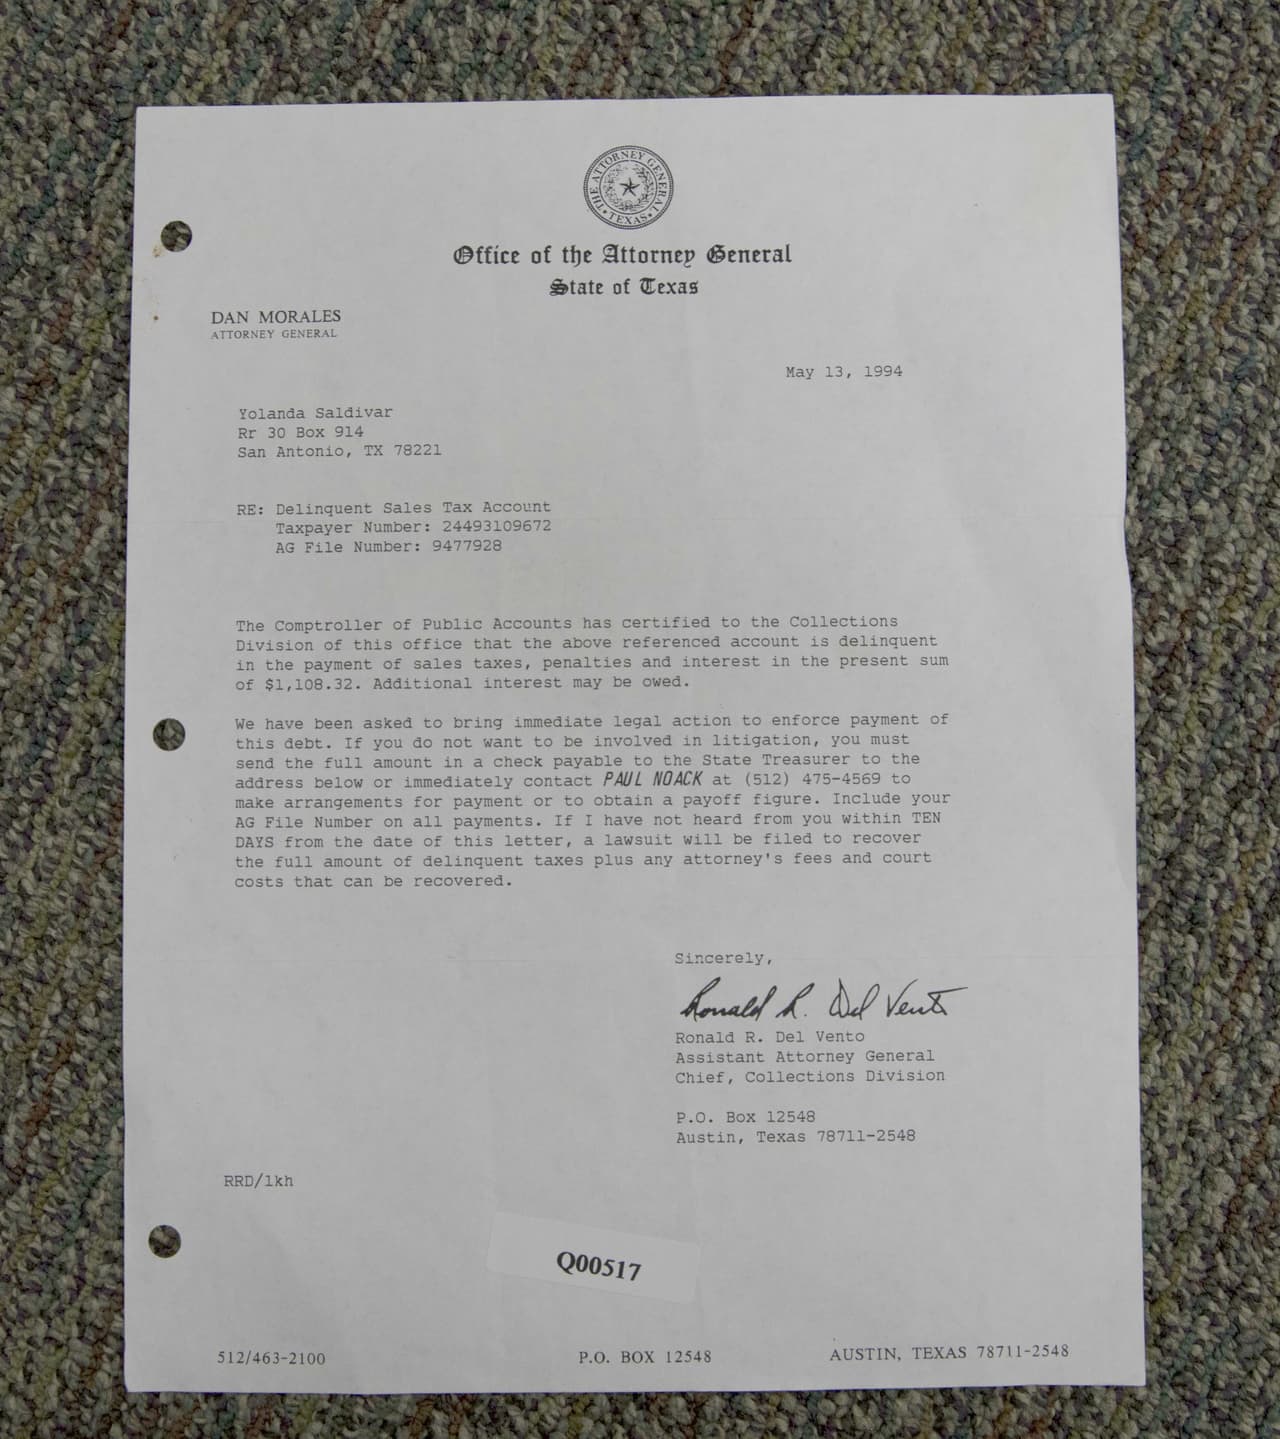 THE ATTORNEY GENERAL
• TEXAS •
Office of the Attorney General
State of Texas
DAN MORALES
ATTORNEY GENERAL
May 13, 1994
Yolanda Saldivar
Rr 30 Box 914
San Antonio, TX 78221
RE: Delinquent Sales Tax Account
Taxpayer Number: 24493109672
AG File Number: 9477928
The Comptroller of Public Accounts has certified to the Collections
Division of this office that the above referenced account is delinquent
in the payment of sales taxes, penalties and interest in the present sum
of $1,108.32. Additional interest may be owed.
We have been asked to bring immediate legal action to enforce payment of
this debt. If you do not want to be involved in litigation, you must
send the full amount in a check payable to the State Treasurer to the
address below or immediately contact PAUL NOACK at (512) 475-4569 to
make arrangements for payment or to obtain a payoff figure. Include your
AG File Number on all payments. If I have not heard from you within TEN
DAYS from the date of this letter, a lawsuit will be filed to recover
the full amount of delinquent taxes plus any attorney's fees and court
costs that can be recovered.
Sincerely,
Ronald R. Del Vento
Ronald R. Del Vento
Assistant Attorney General
Chief, Collections Division
P.O. Box 12548
Austin, Texas 78711-2548
RRD/lkh
Q00517
512/463-2100 P.O. BOX 12548 AUSTIN, TEXAS 78711-2548